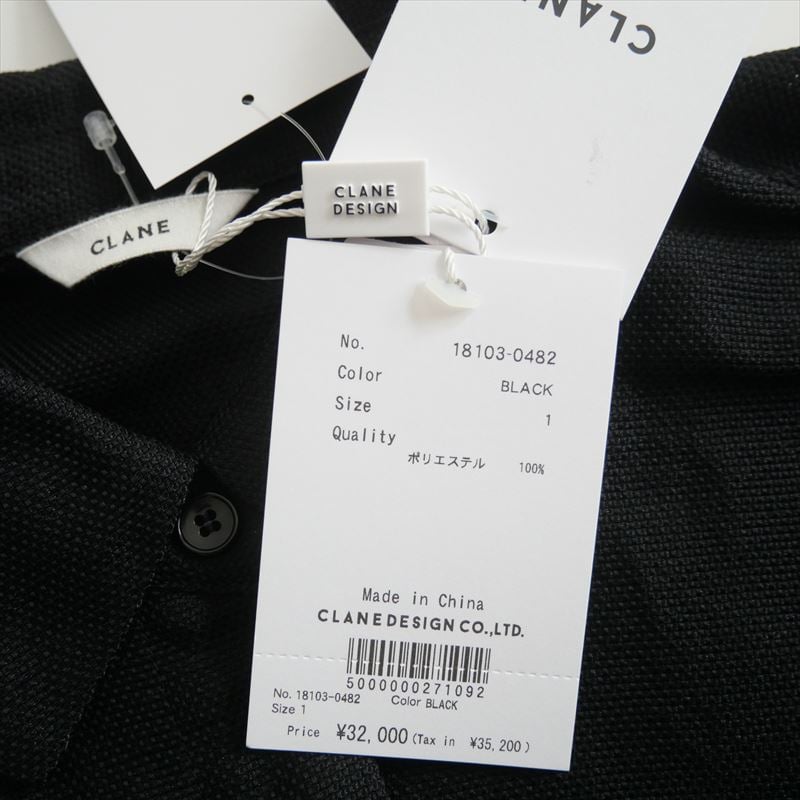 CLANE
CLANE
DESIGN
CLANE
No. 18103-0482
Color BLACK
Size 1
Quality
ポリエステル 100%
Made in China
CLANE DESIGN CO.,LTD.
5000000271092
No. 18103-0482 Color BLACK
Size 1
Price ¥32,000 (Tax in ¥35,200)